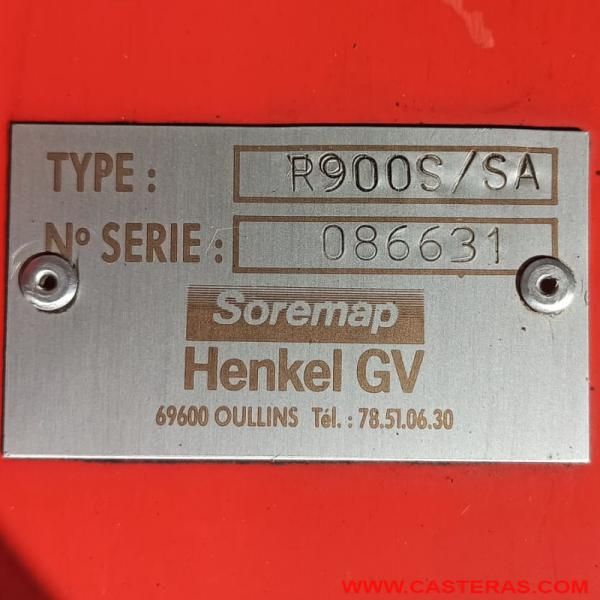 TYPE : R900S/SA
Nº SERIE : 086631
Soremap
Henkel GV
69600 OULLINS Tél. : 78.51.06.30
WWW.CASTERAS.COM